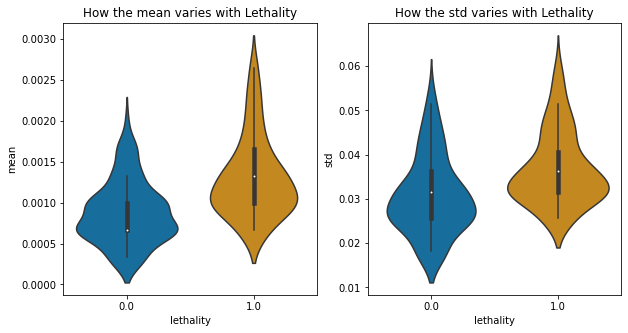 How the mean varies with Lethality
mean
0.0030
0.0025
0.0020
0.0015
0.0010
0.0005
0.0000
0.0
1.0
lethality
How the std varies with Lethality
std
0.06
0.05
0.04
0.03
0.02
0.01
0.0
1.0
lethality